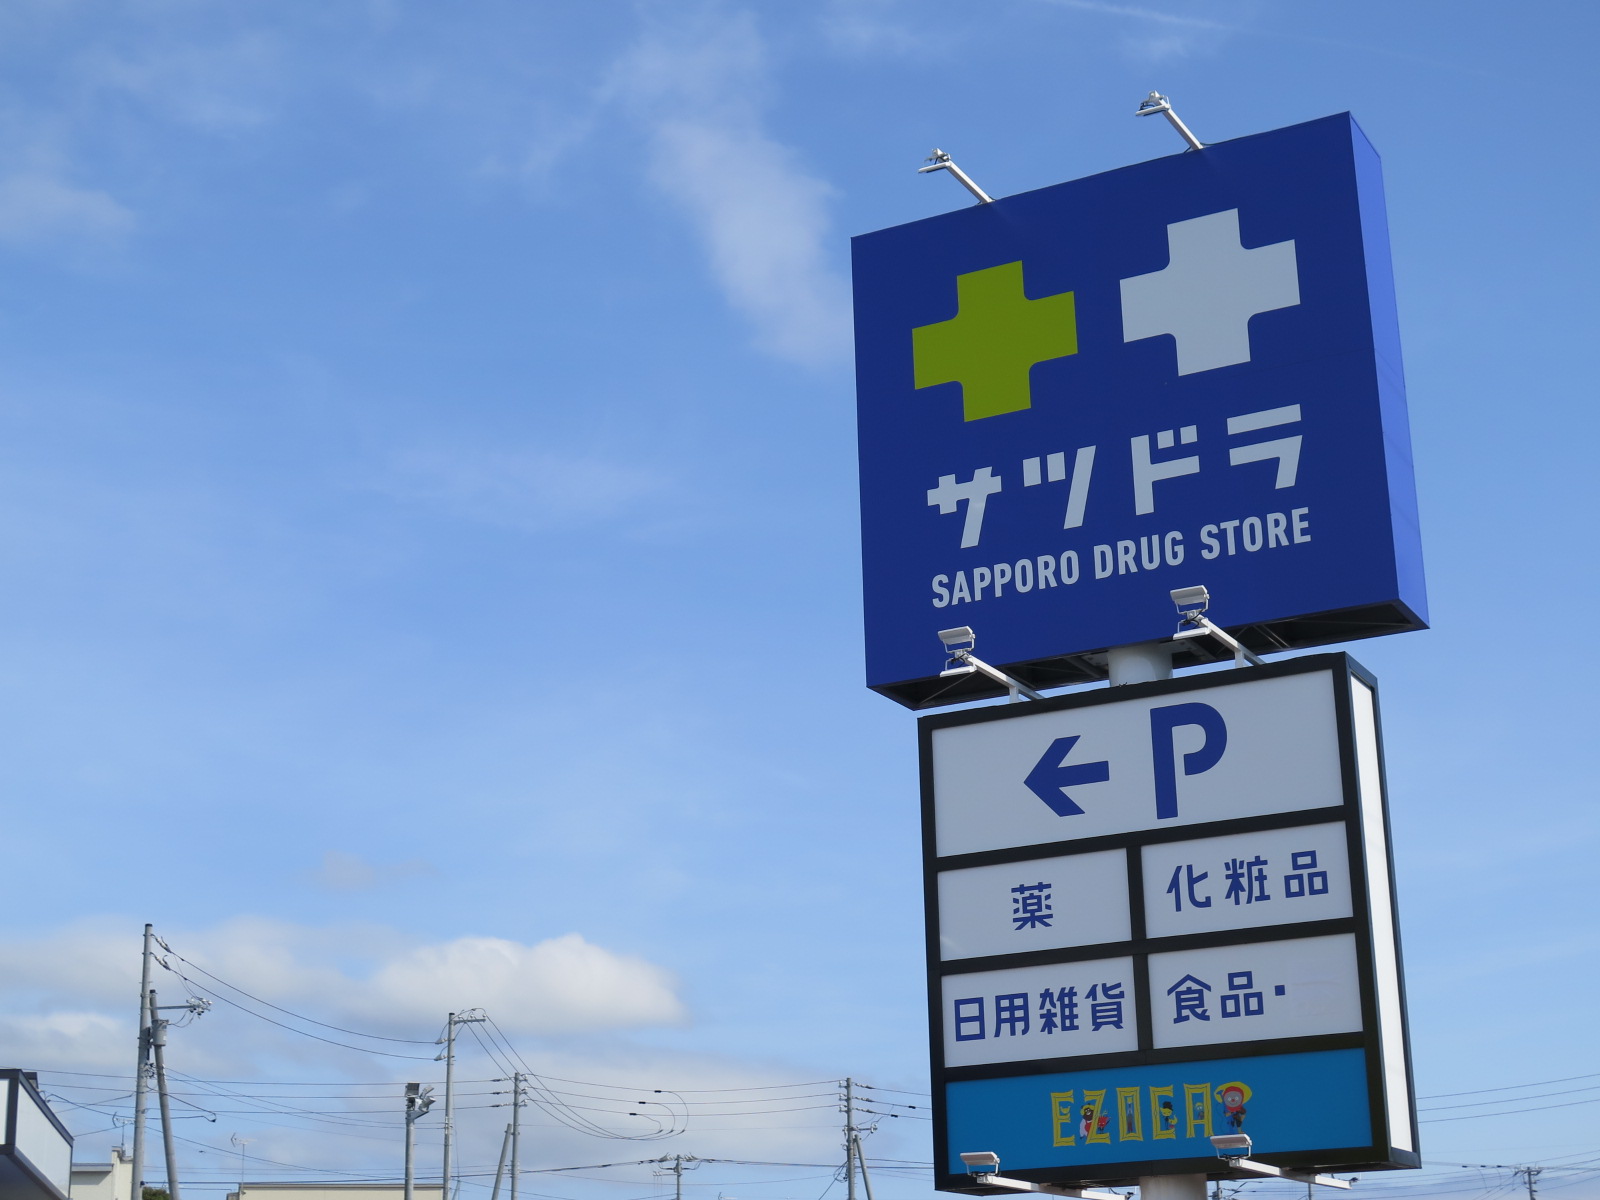 サツドラ
SAPPORO DRUG STORE
← P
薬
化粧品
日用雑貨
食品・
EZOCA